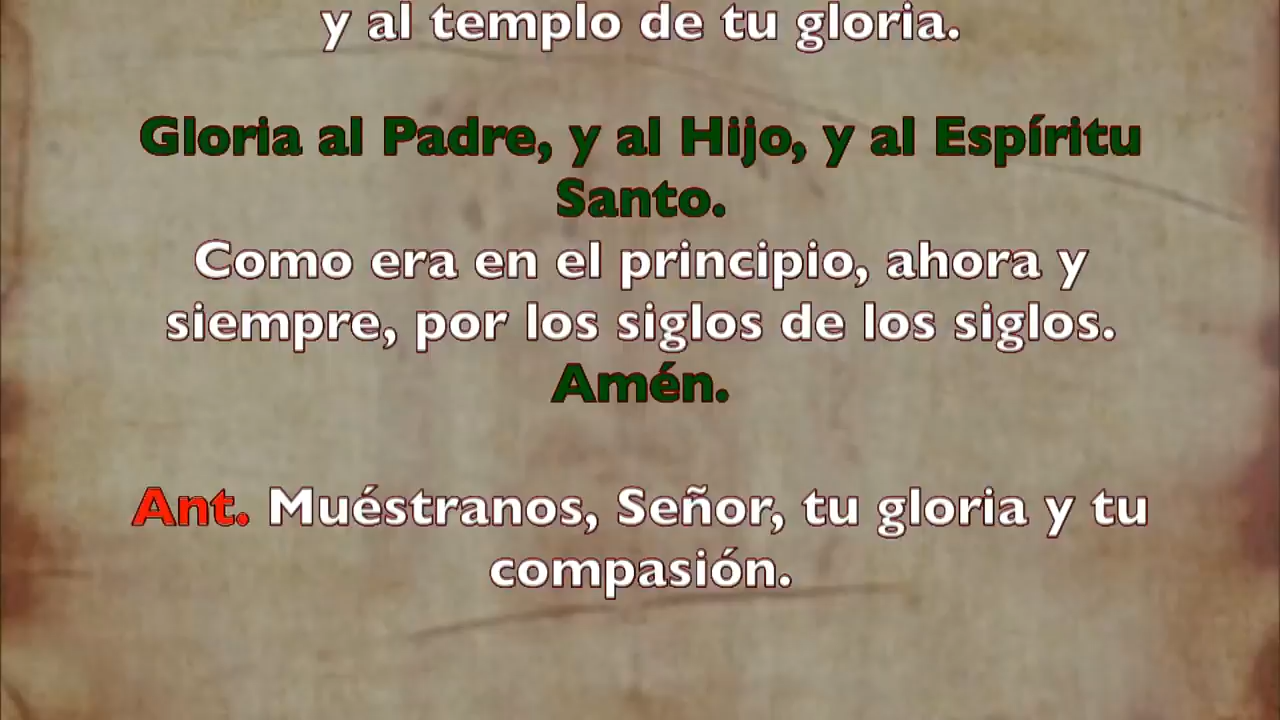 y al templo de tu gloria.
Gloria al Padre, y al Hijo, y al Espíritu
Santo.
Como era en el principio, ahora y
siempre, por los siglos de los siglos.
Amén.
Ant. Muéstranos, Señor, tu gloria y tu
compasión.